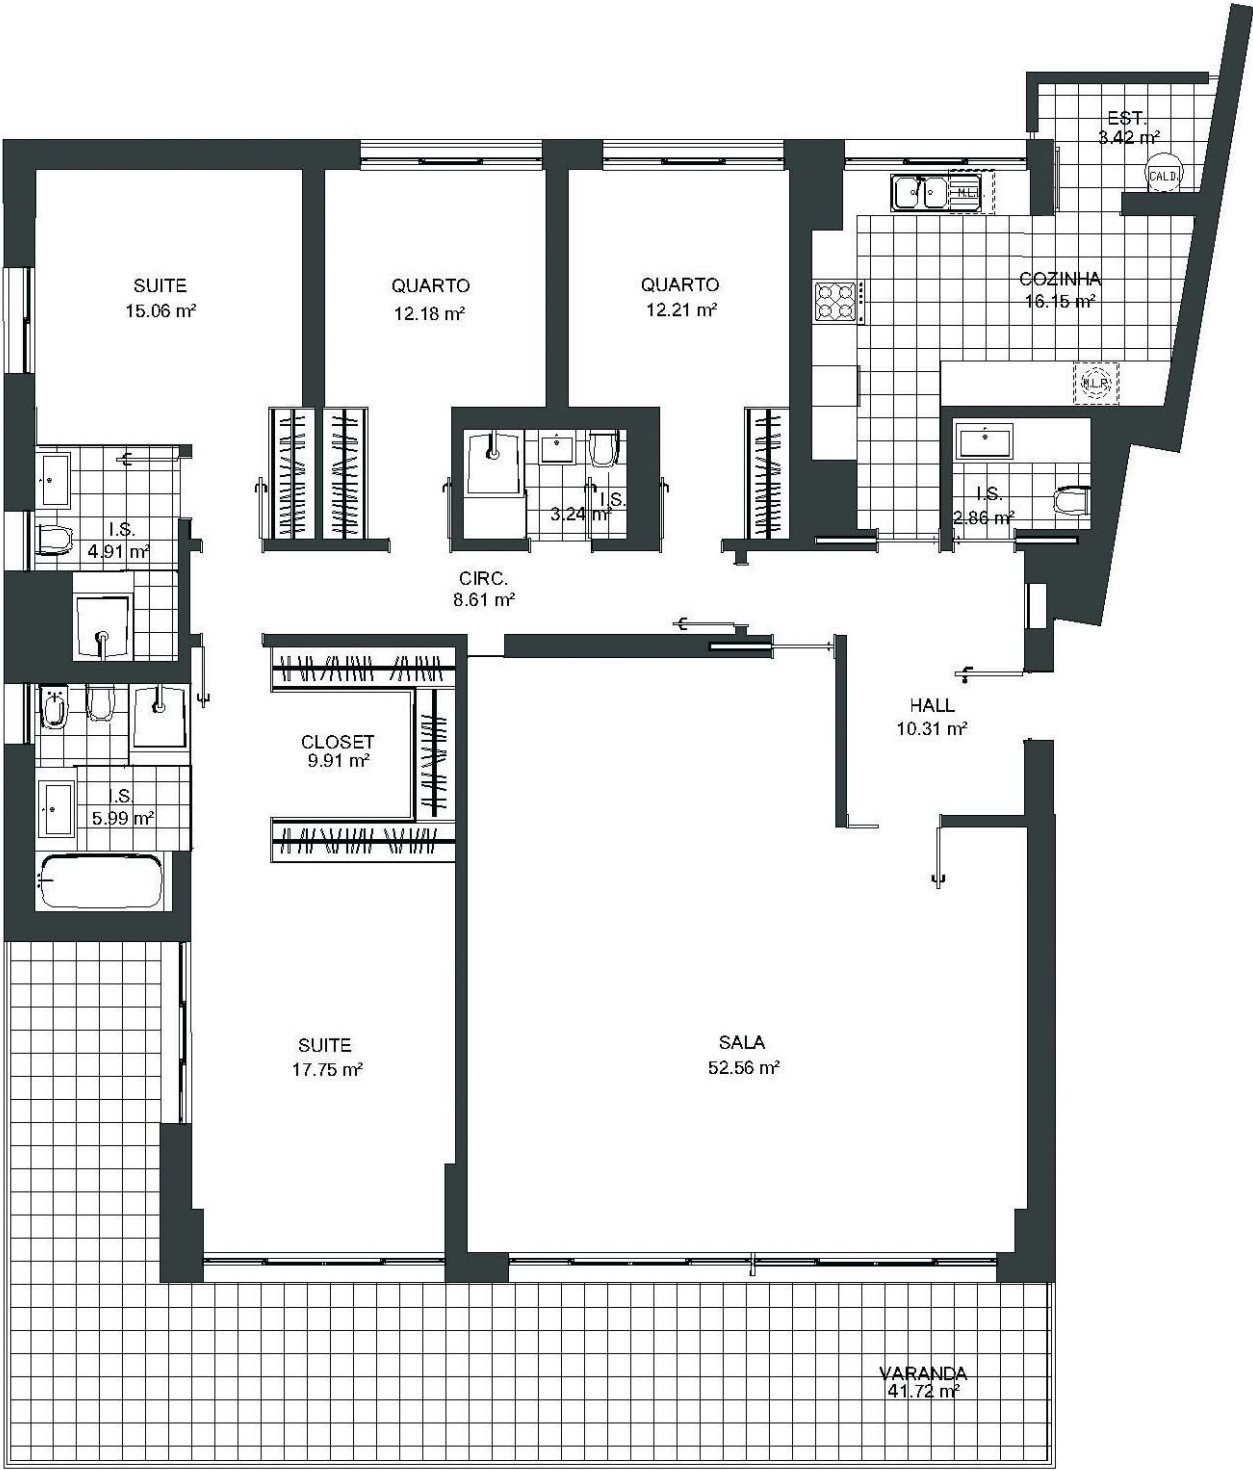 EST.
3.42 m²
CALD.
M.L.
SUITE
15.06 m²
QUARTO
12.18 m²
QUARTO
12.21 m²
COZINHA
16.15 m²
M.L.R.
I.S.
4.91 m²
I.S.
3.24 m²
I.S.
2.86 m²
CIRC.
8.61 m²
HALL
10.31 m²
CLOSET
9.91 m²
I.S.
5.99 m²
SUITE
17.75 m²
SALA
52.56 m²
VARANDA
41.72 m²